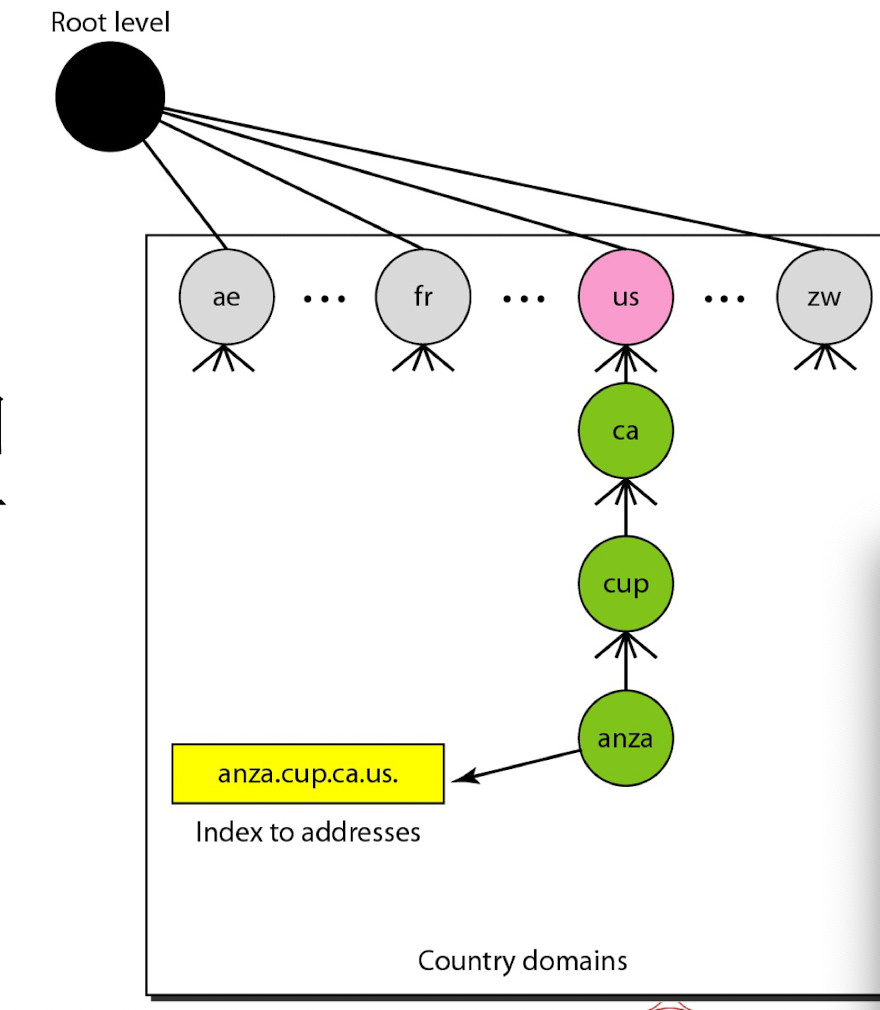 Root level
ae ... fr ... us ... zw
ca
cup
anza
anza.cup.ca.us.
Index to addresses
Country domains